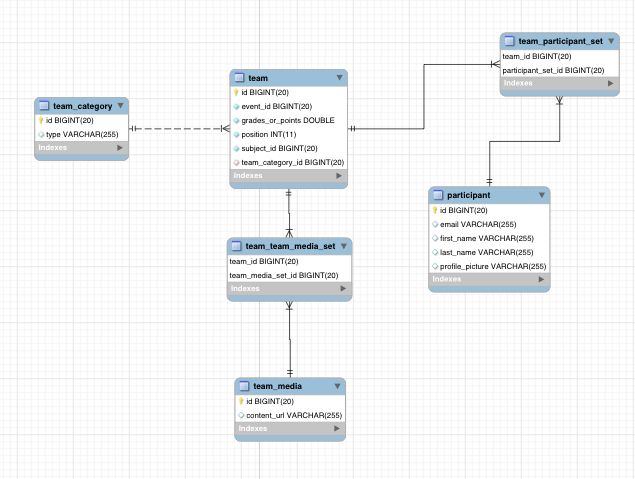 team_participant_set
team_id BIGINT(20)
participant_set_id BIGINT(20)
Indexes
team
id BIGINT(20)
event_id BIGINT(20)
grades_or_points DOUBLE
position INT(11)
subject_id BIGINT(20)
team_category_id BIGINT(20)
Indexes
team_category
id BIGINT(20)
type VARCHAR(255)
Indexes
participant
id BIGINT(20)
email VARCHAR(255)
first_name VARCHAR(255)
last_name VARCHAR(255)
profile_picture VARCHAR(255)
Indexes
team_team_media_set
team_id BIGINT(20)
team_media_set_id BIGINT(20)
Indexes
team_media
id BIGINT(20)
content_url VARCHAR(255)
Indexes